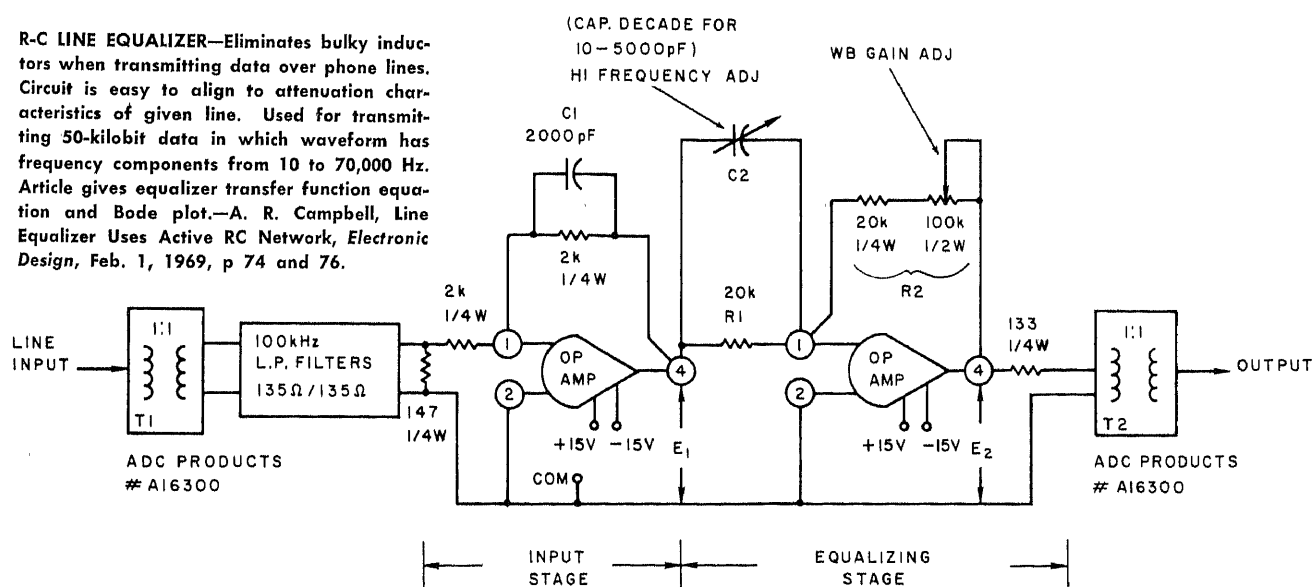 R-C LINE EQUALIZER—Eliminates bulky induc-
tors when transmitting data over phone lines.
Circuit is easy to align to attenuation char-
acteristics of given line. Used for transmit-
ting 50-kilobit data in which waveform has
frequency components from 10 to 70,000 Hz.
Article gives equalizer transfer function equa-
tion and Bode plot.—A. R. Campbell, Line
Equalizer Uses Active RC Network, Electronic
Design, Feb. 1, 1969, p 74 and 76.
(CAP. DECADE FOR
10-5000pF)
HI FREQUENCY ADJ
WB GAIN ADJ
C1
2000 pF
C2
2k
1/4W
20k
1/4W
100k
1/2W
R2
LINE
INPUT
1:1
T1
ADC PRODUCTS
# A16300
100kHz
L.P. FILTERS
135Ω/135Ω
147
1/4W
2k
1/4W
1
2
OP
AMP
4
+15V
-15V
COM
E1
20k
R1
1
2
OP
AMP
4
+15V
-15V
E2
133
1/4W
1:1
T2
OUTPUT
ADC PRODUCTS
# A16300
INPUT
STAGE
EQUALIZING
STAGE